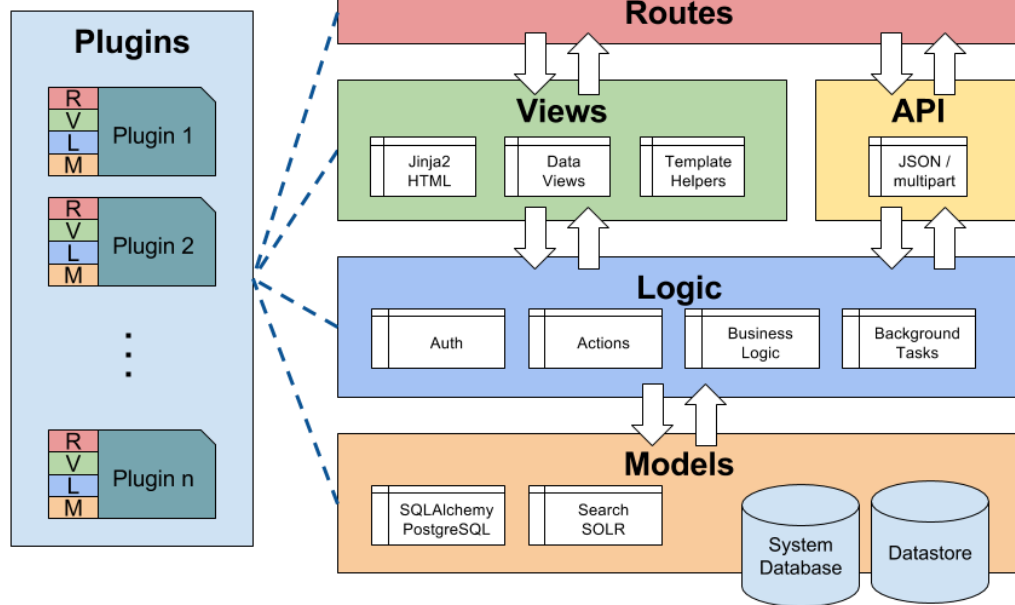 Plugins
R
V
L
M
Plugin 1
R
V
L
M
Plugin 2
R
V
L
M
Plugin n
Routes
Views
Jinja2
HTML
Data
Views
Template
Helpers
API
JSON /
multipart
Logic
Auth
Actions
Business
Logic
Background
Tasks
Models
SQLAlchemy
PostgreSQL
Search
SOLR
System
Database
Datastore